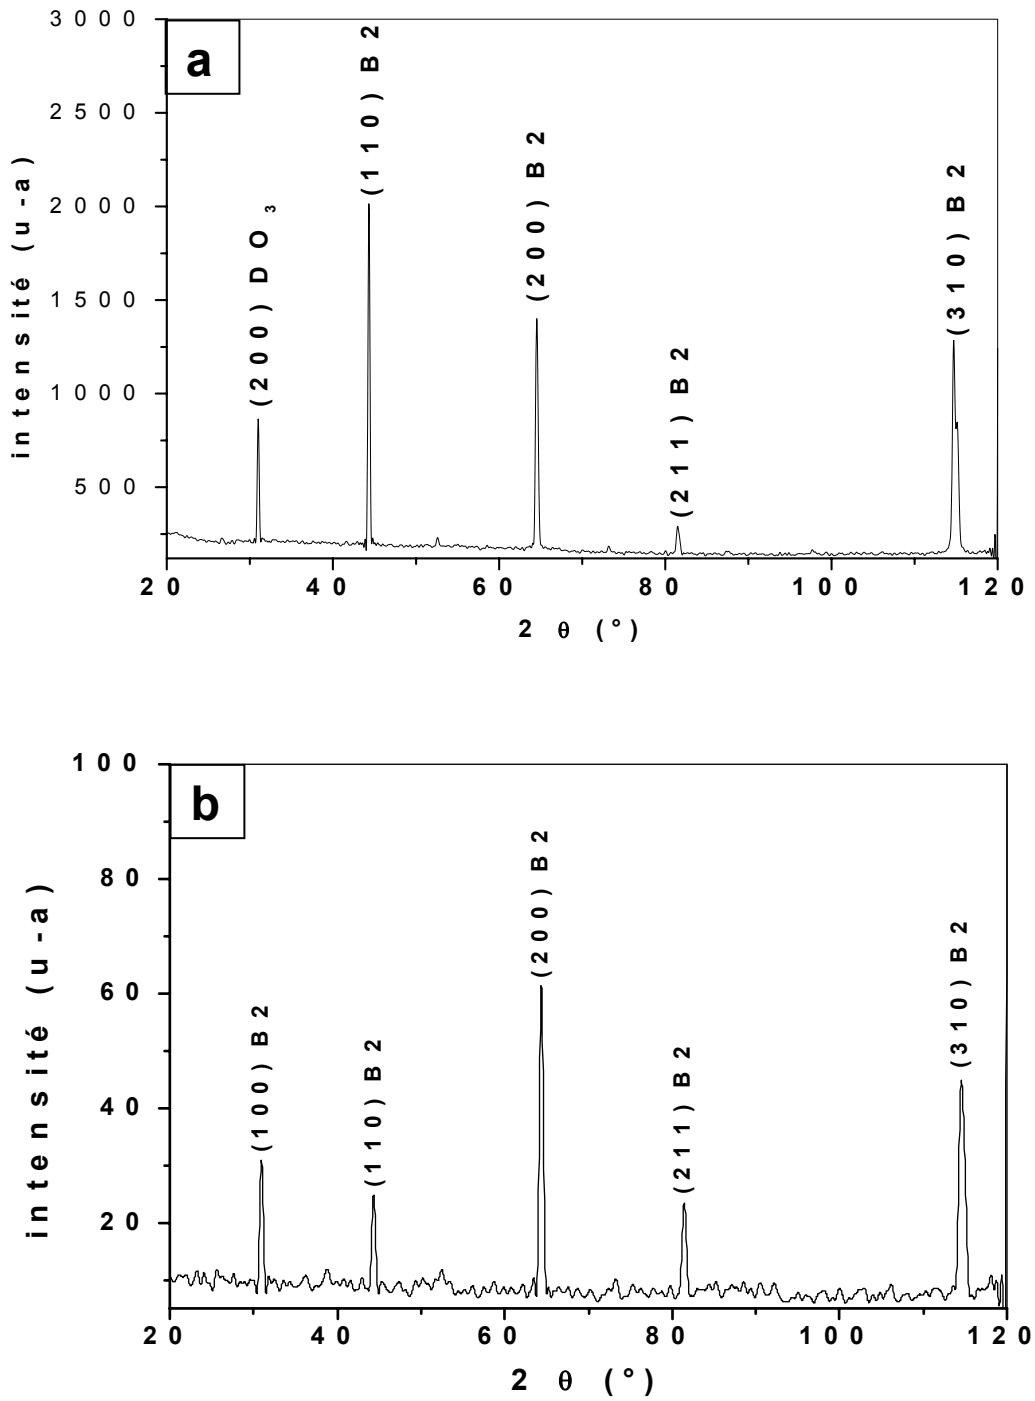 a
3000
2500
2000
1500
1000
500
intensité (u-a)
(200) DO3
(110) B2
(200) B2
(211) B2
(310) B2
20 40 60 80 100 120
2 θ (°)
b
100
80
60
40
20
intensité (u-a)
(100) B2
(110) B2
(200) B2
(211) B2
(310) B2
20 40 60 80 100 120
2 θ (°)